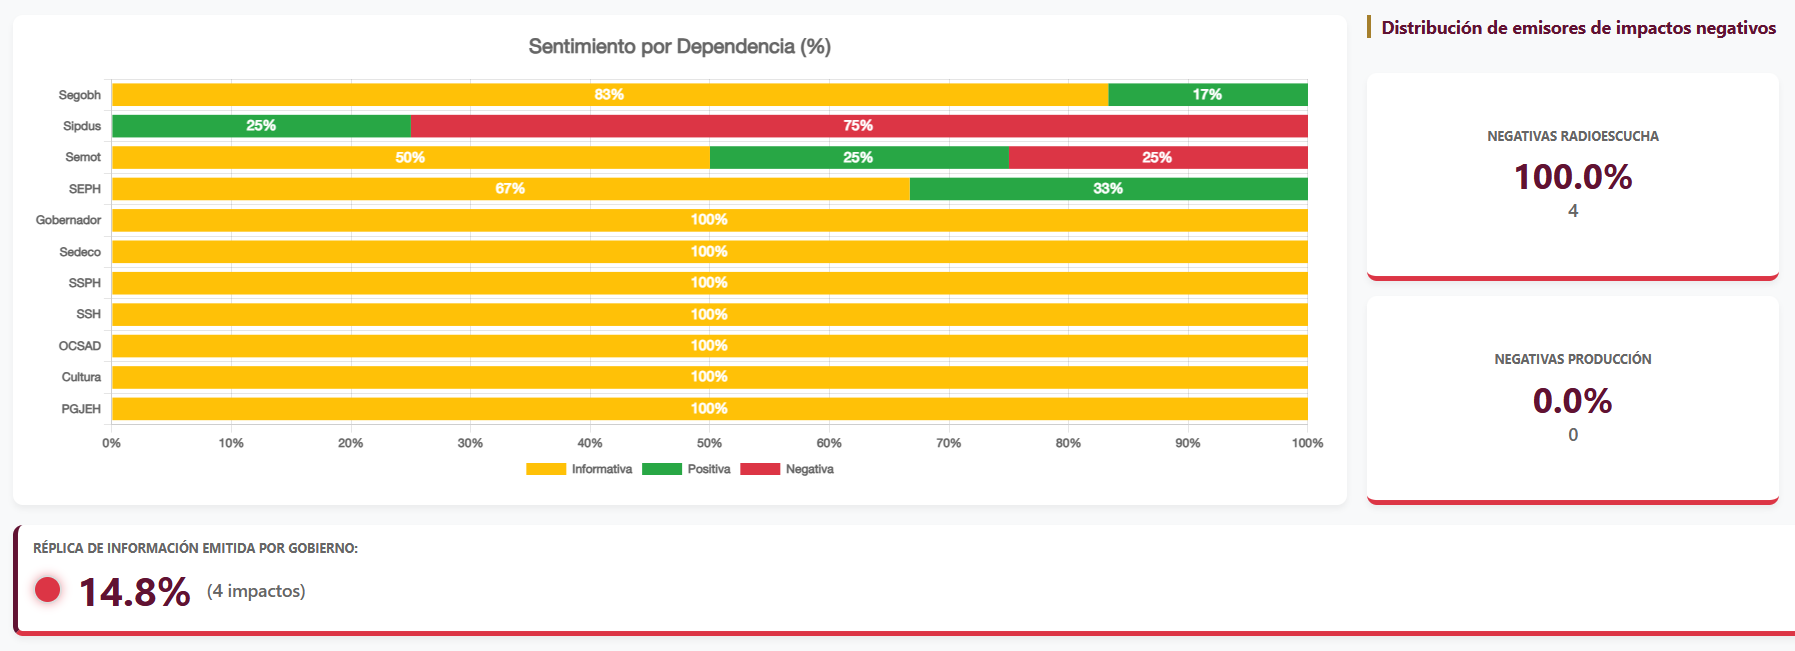 Sentimiento por Dependencia (%)
Segobh 83% 17%
Sipdus 25% 75%
Semot 50% 25% 25%
SEPH 67% 33%
Gobernador 100%
Sedeco 100%
SSPH 100%
SSH 100%
OCSAD 100%
Cultura 100%
PGJEH 100%
0% 10% 20% 30% 40% 50% 60% 70% 80% 90% 100%
Informativa Positiva Negativa
Distribución de emisores de impactos negativos
NEGATIVAS RADIOESCUCHA
100.0%
4
NEGATIVAS PRODUCCIÓN
0.0%
0
RÉPLICA DE INFORMACIÓN EMITIDA POR GOBIERNO:
14.8% (4 impactos)